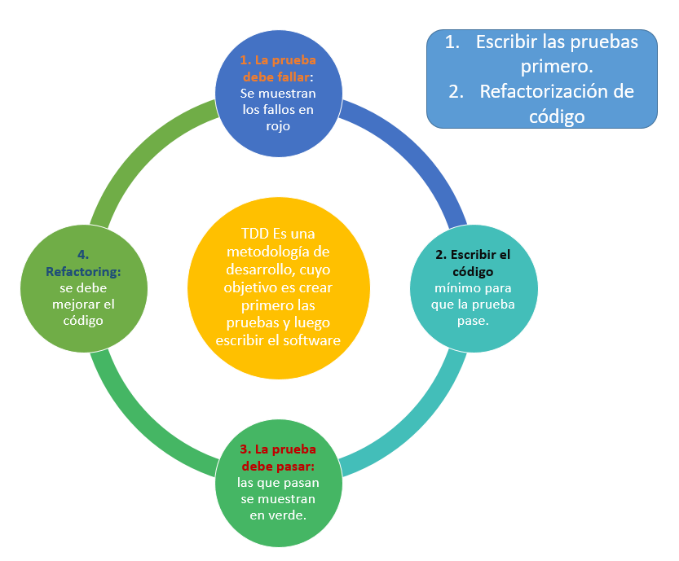 1. La prueba
debe fallar:
Se muestran
los fallos en
rojo
1. Escribir las pruebas
primero.
2. Refactorización de
código
4.
Refactoring:
se debe
mejorar el
código
TDD Es una
metodología de
desarrollo, cuyo
objetivo es crear
primero las
pruebas y luego
escribir el software
2. Escribir el
código
mínimo para
que la prueba
pase.
3. La prueba
debe pasar:
las que pasan
se muestran
en verde.